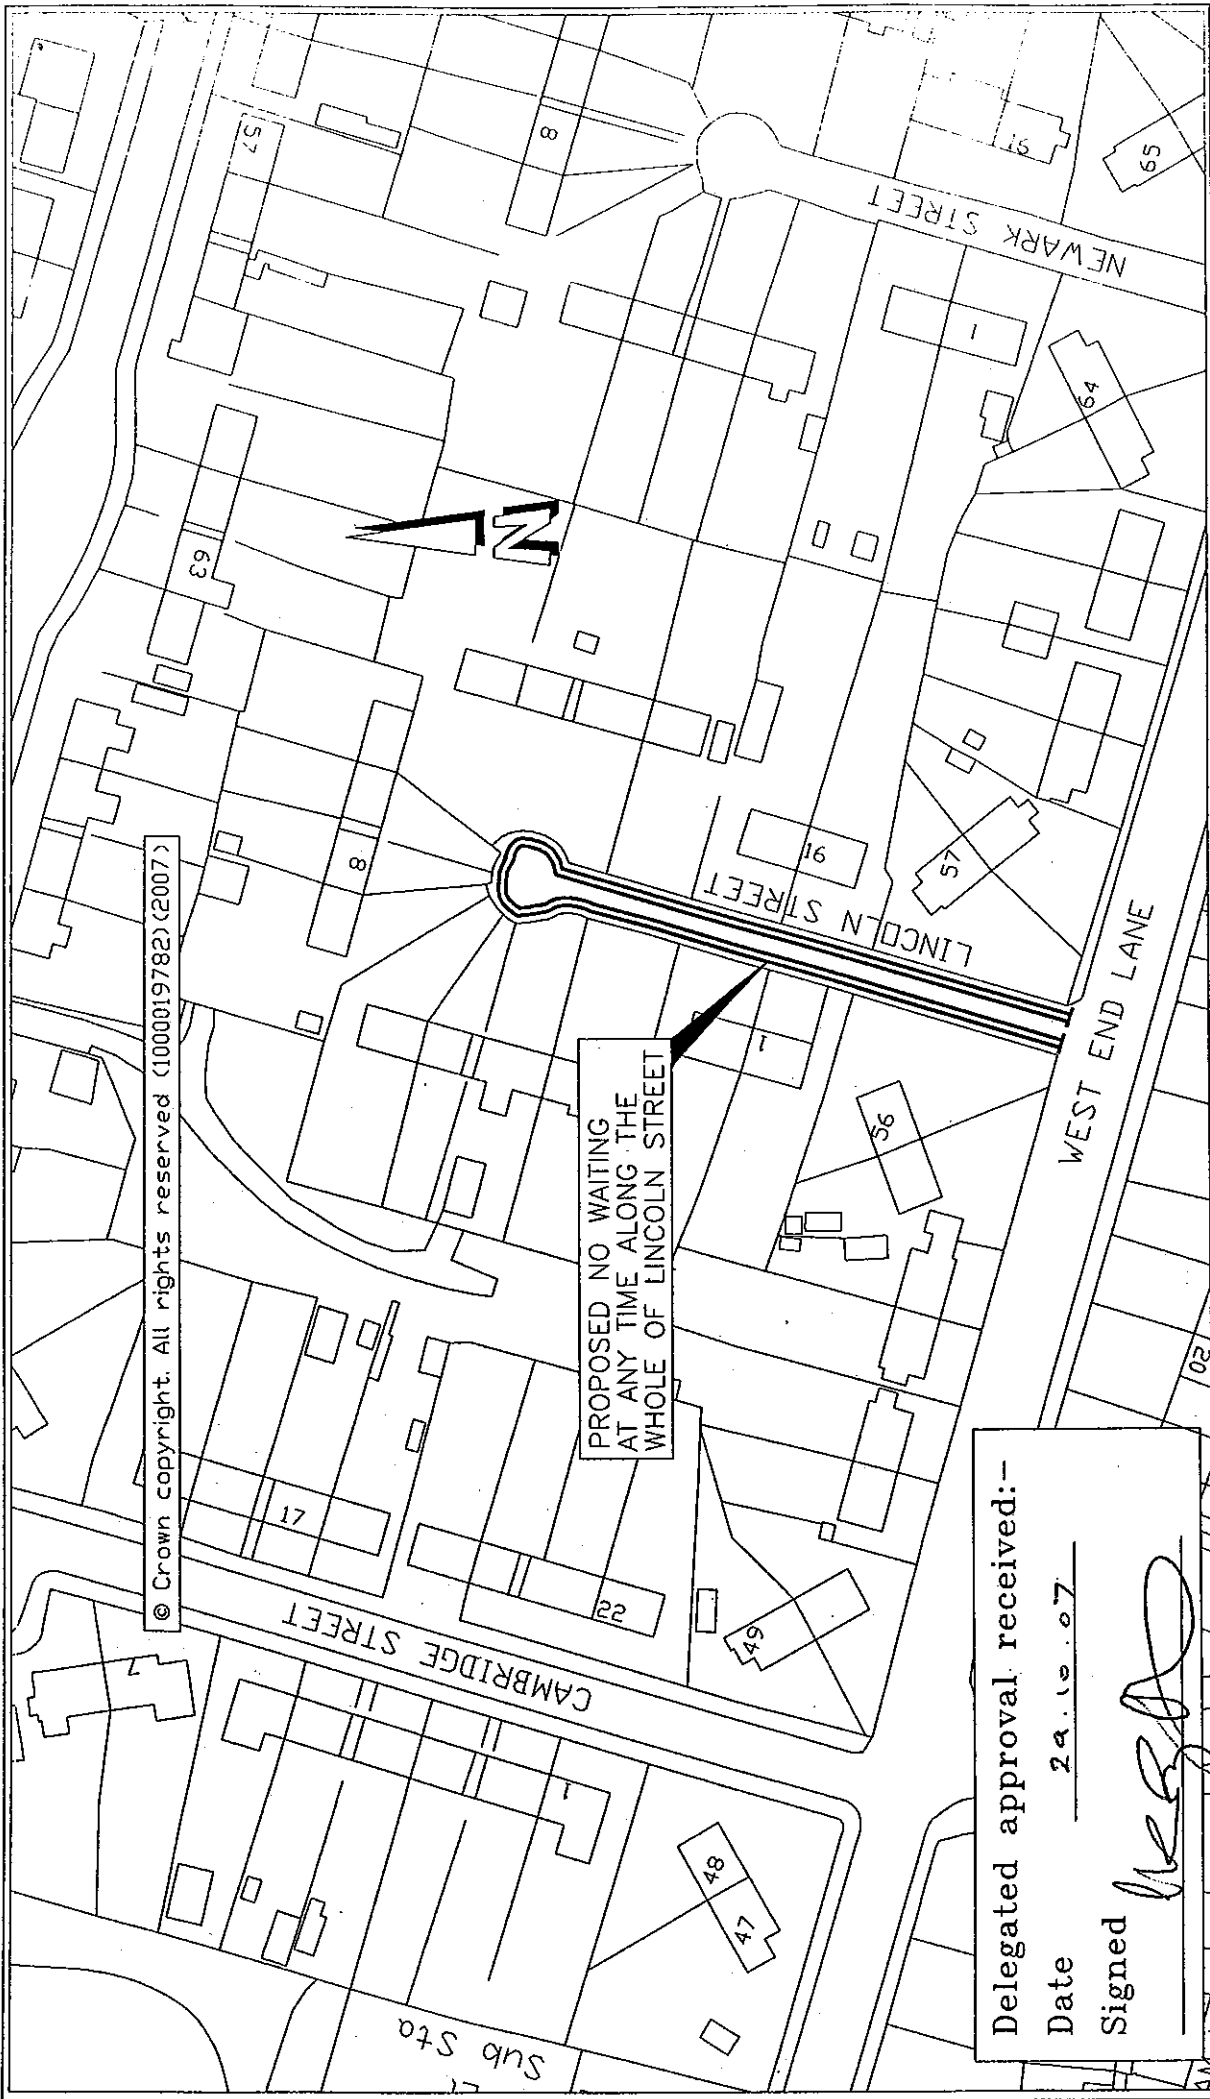 © Crown copyright. All rights reserved (100019782) (2007)
57
8
NEWARK STREET
16
65
1
64
63
N
8
16
LINCOLN STREET
57
WEST END LANE
PROPOSED NO WAITING
AT ANY TIME ALONG THE
WHOLE OF LINCOLN STREET
1
56
20
17
CAMBRIDGE STREET
22
49
7
1
48
47
El
Sub Sta
Delegated approval received:-
Date 29.10.07
Signed